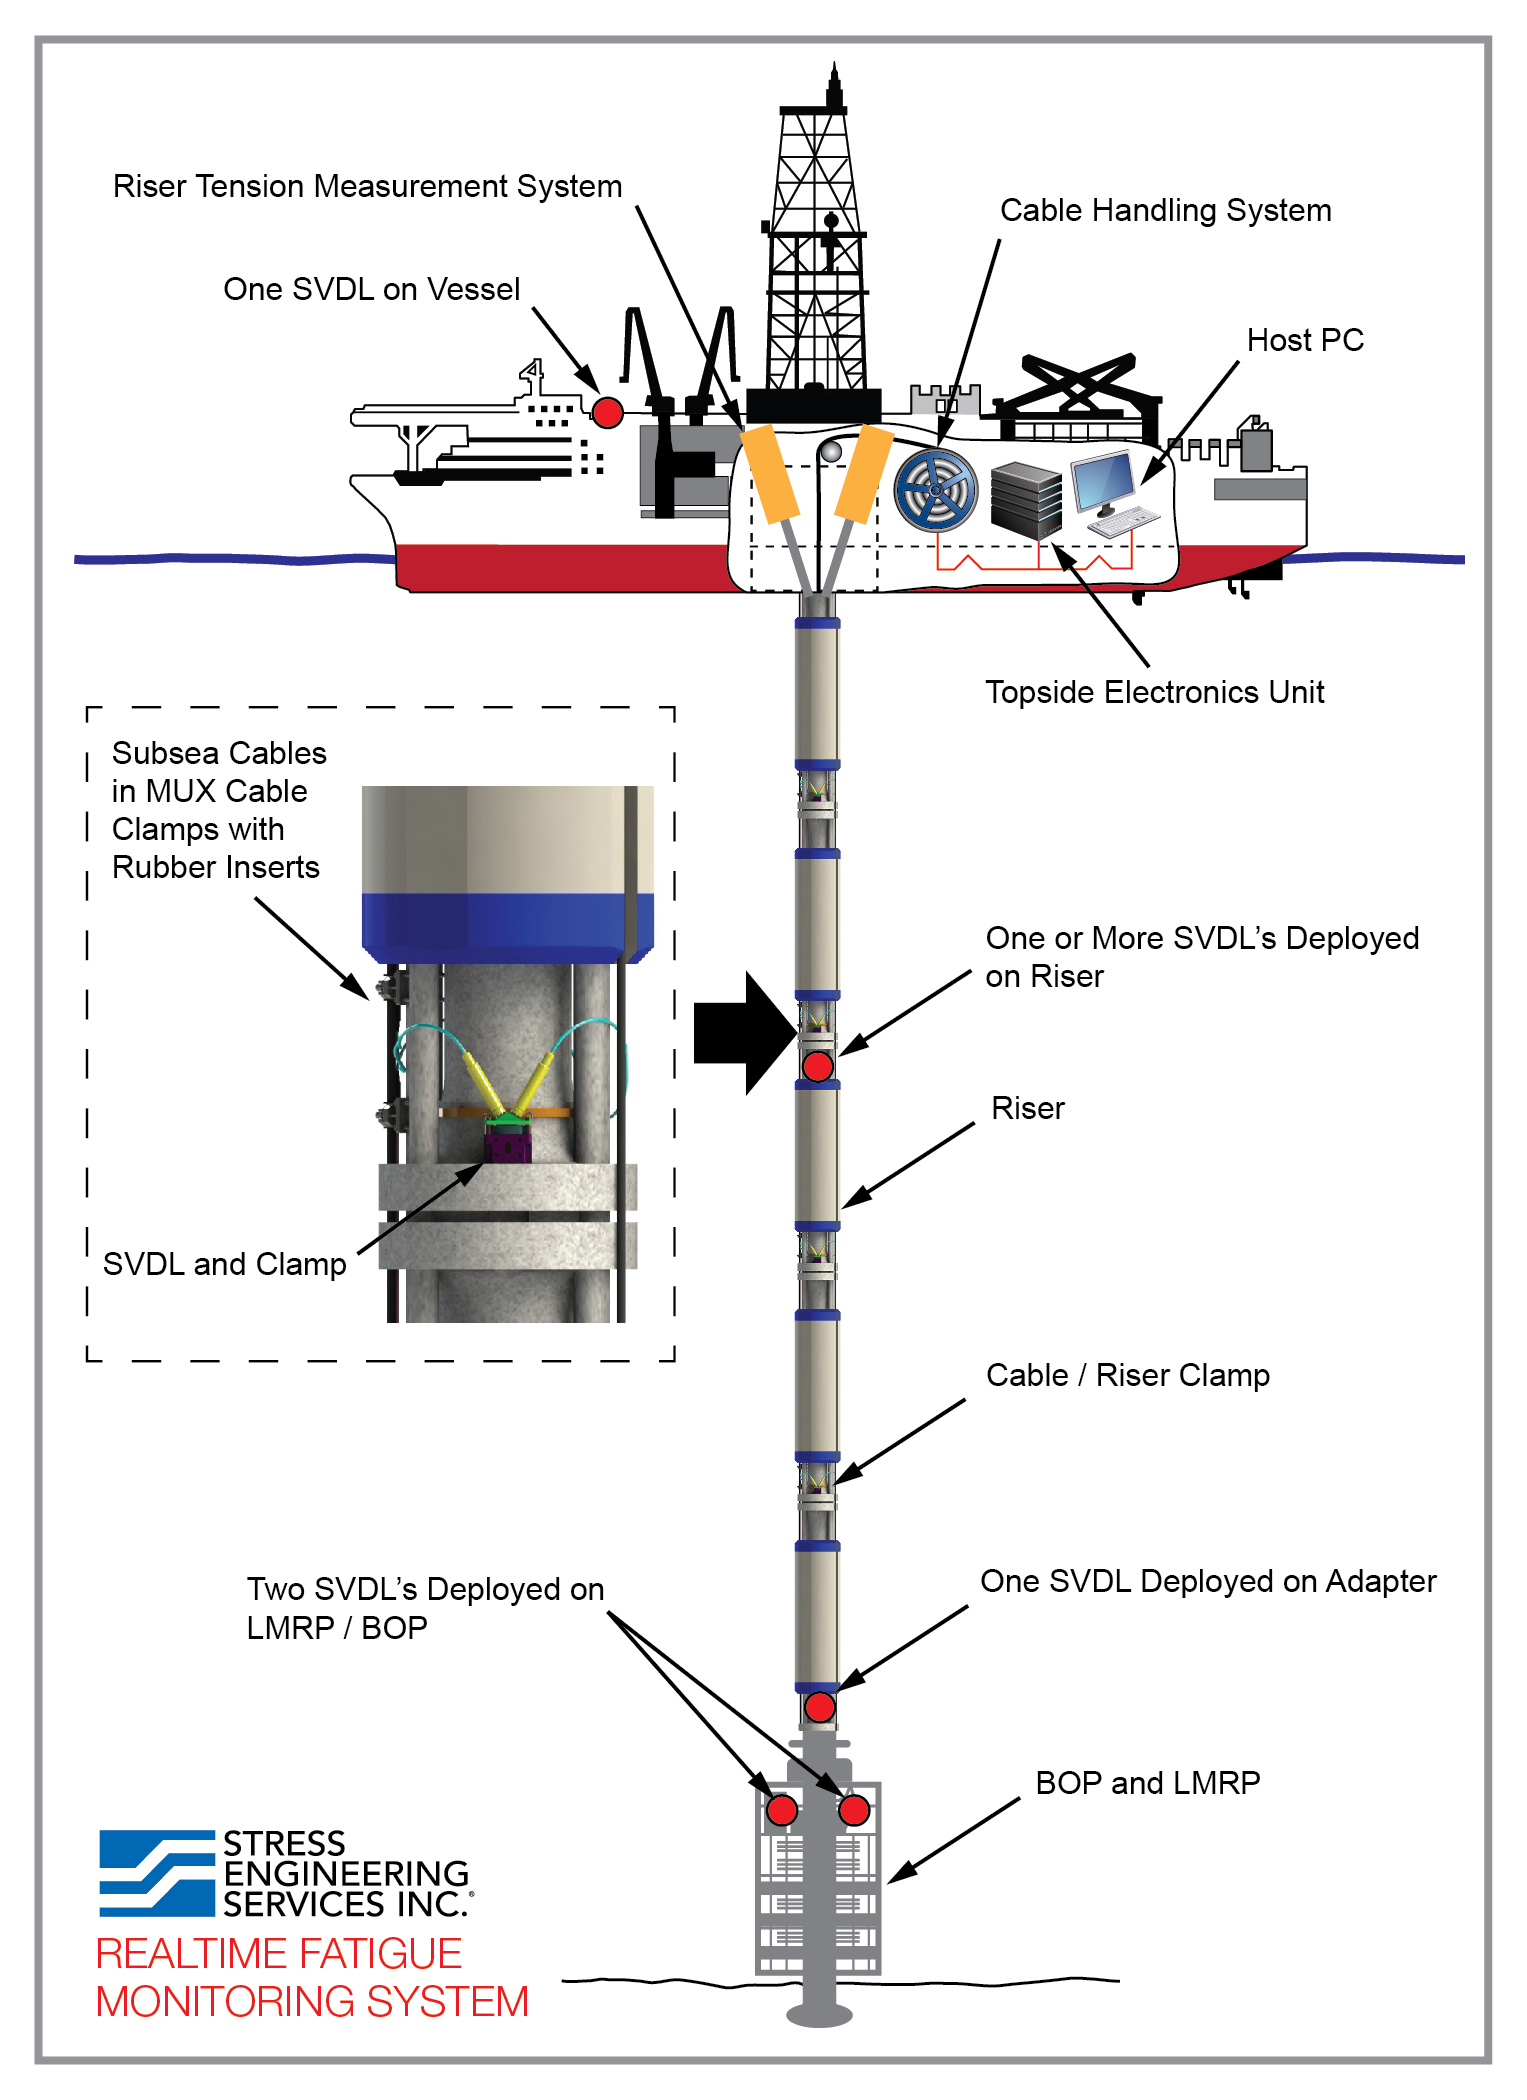 Riser Tension Measurement System
Cable Handling System
One SVDL on Vessel
Host PC
Topside Electronics Unit
Subsea Cables
in MUX Cable
Clamps with
Rubber Inserts
One or More SVDL’s Deployed
on Riser
Riser
SVDL and Clamp
Cable / Riser Clamp
Two SVDL’s Deployed on
LMRP / BOP
One SVDL Deployed on Adapter
BOP and LMRP
STRESS
ENGINEERING
SERVICES INC.®
REALTIME FATIGUE
MONITORING SYSTEM